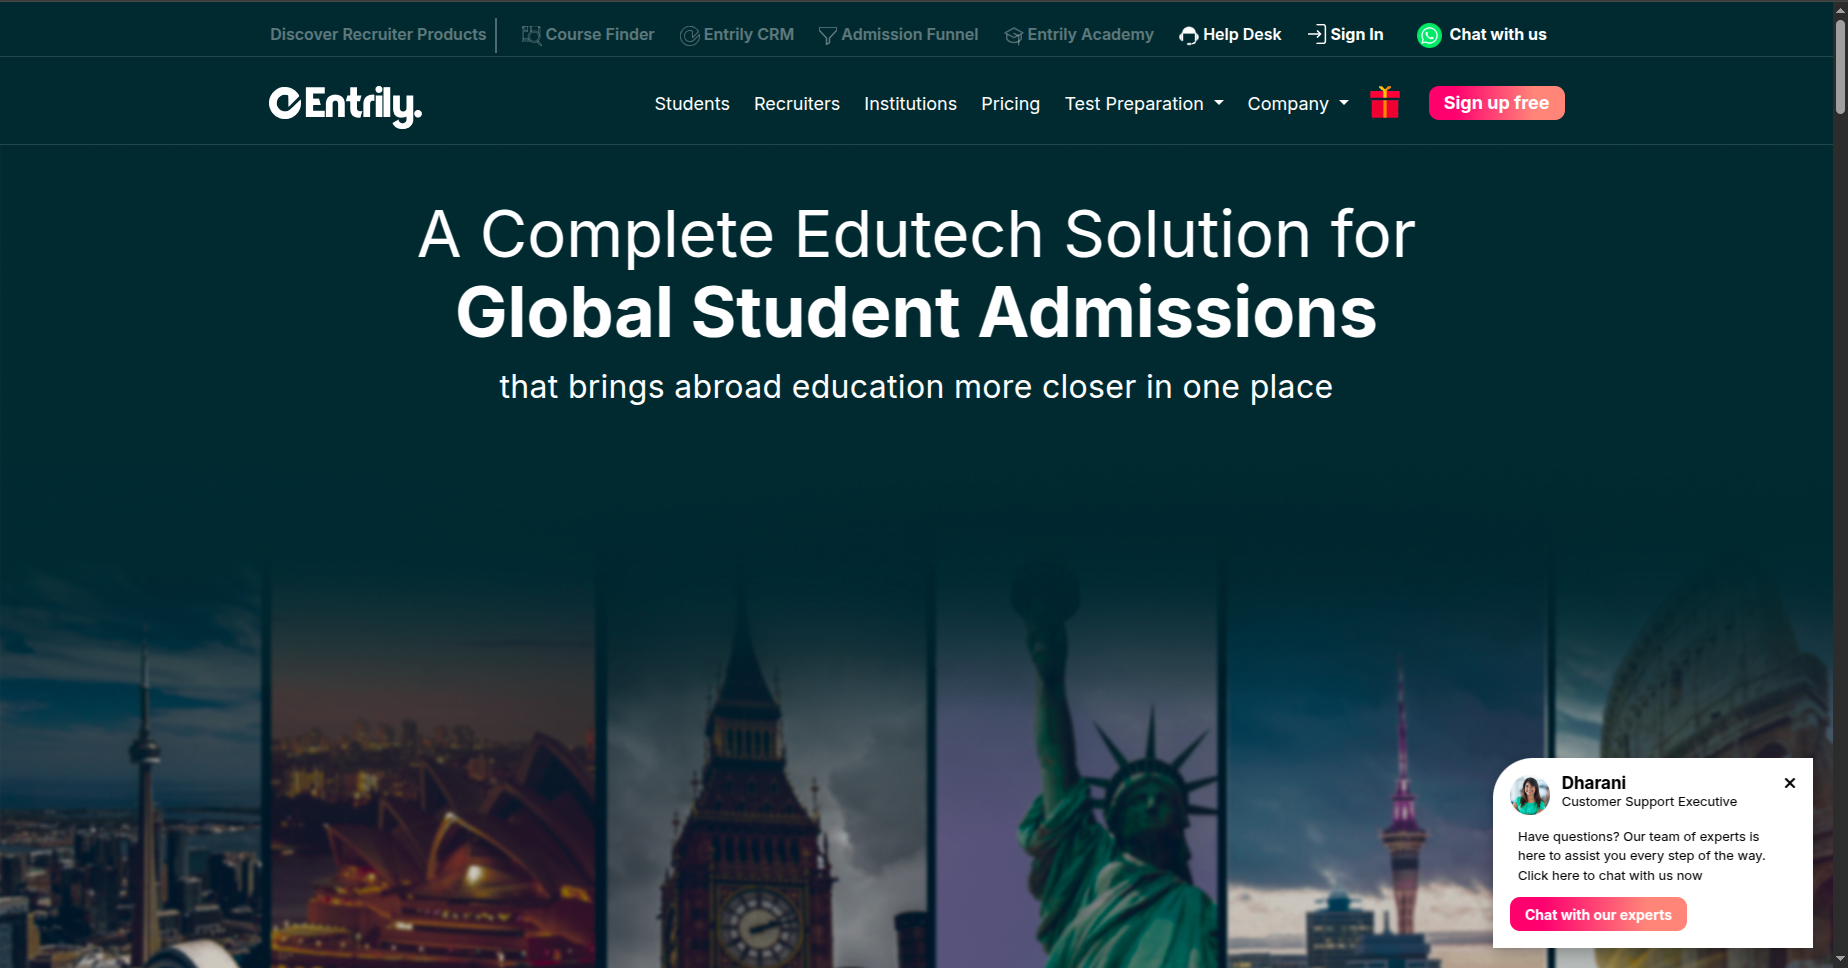 Discover Recruiter Products
Course Finder
Entrily CRM
Admission Funnel
Entrily Academy
Help Desk
Sign In
Chat with us
Entrily.
Students
Recruiters
Institutions
Pricing
Test Preparation
Company
Sign up free
A Complete Edutech Solution for
Global Student Admissions
that brings abroad education more closer in one place
Dharani
Customer Support Executive
Have questions? Our team of experts is
here to assist you every step of the way.
Click here to chat with us now
Chat with our experts